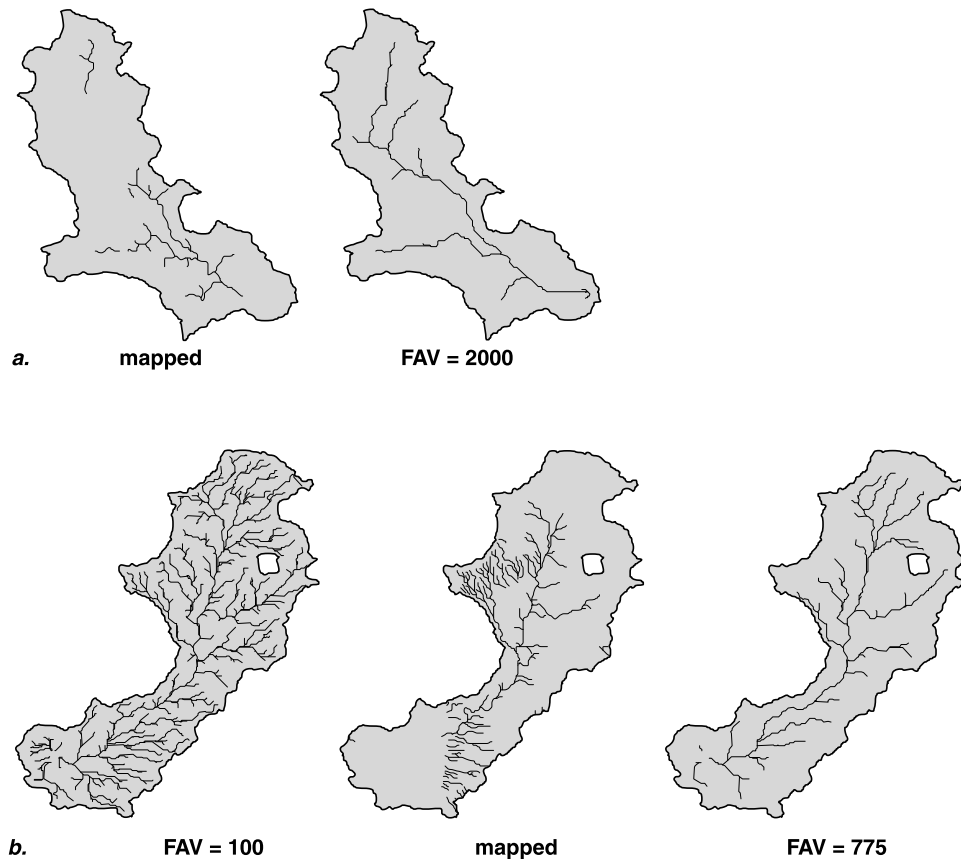 a. mapped FAV = 2000
b. FAV = 100 mapped FAV = 775